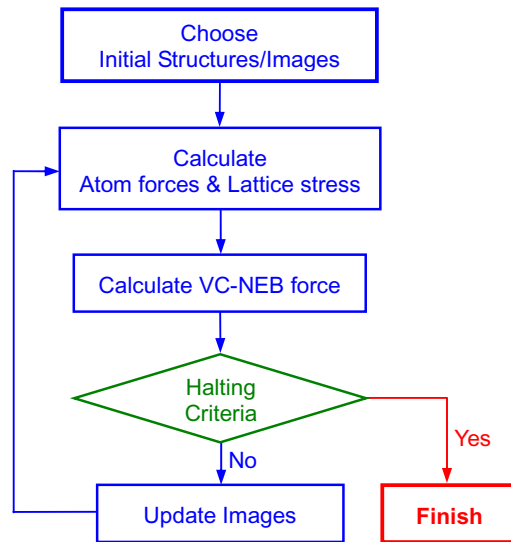 Choose
Initial Structures/Images
Calculate
Atom forces & Lattice stress
Calculate VC-NEB force
Halting
Criteria
Yes
No
Update Images
Finish